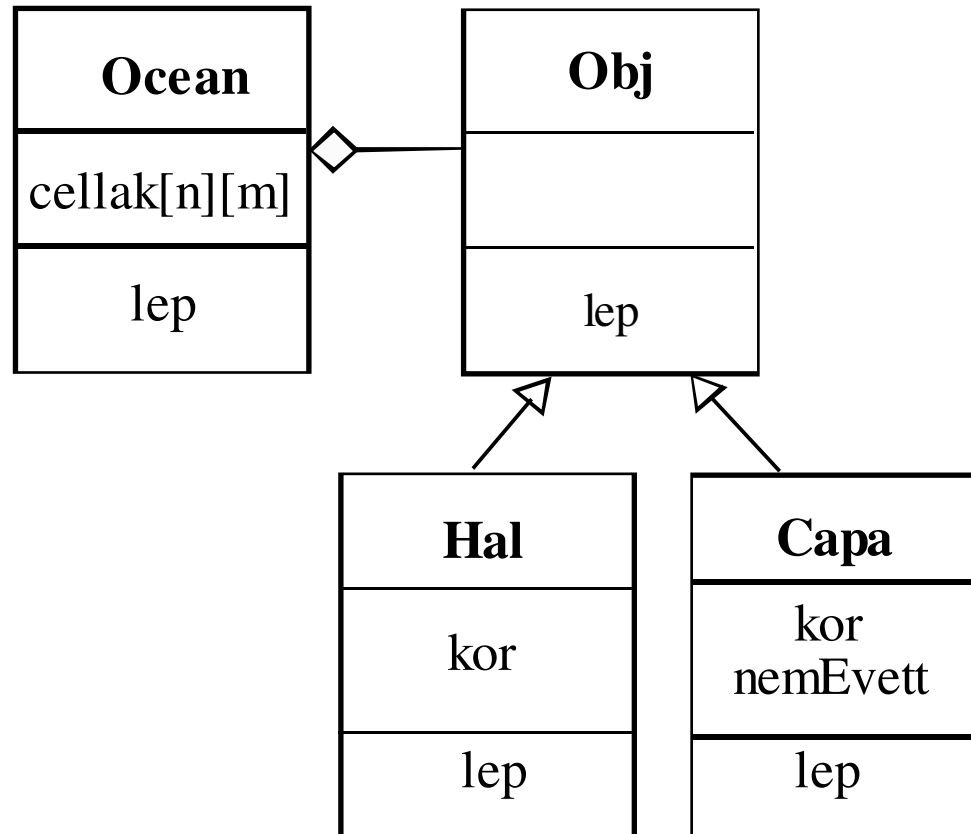 Ocean
cellak[n][m]
lep
Obj
lep
Hal
kor
lep
Capa
kor
nemEvett
lep